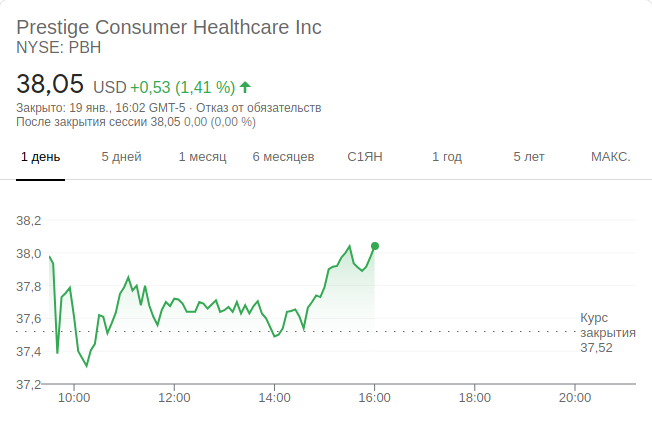 Prestige Consumer Healthcare Inc
NYSE: PBH
38,05 USD +0,53 (1,41 %)
Закрыто: 19 янв., 16:02 GMT-5 · Отказ от обязательств
После закрытия сессии 38,05 0,00 (0,00 %)
1 день 5 дней 1 месяц 6 месяцев С1ЯН 1 год 5 лет МАКС.
38,2
38,0
37,8
37,6
37,4
37,2
Курс
закрытия
37,52
10:00 12:00 14:00 16:00 18:00 20:00